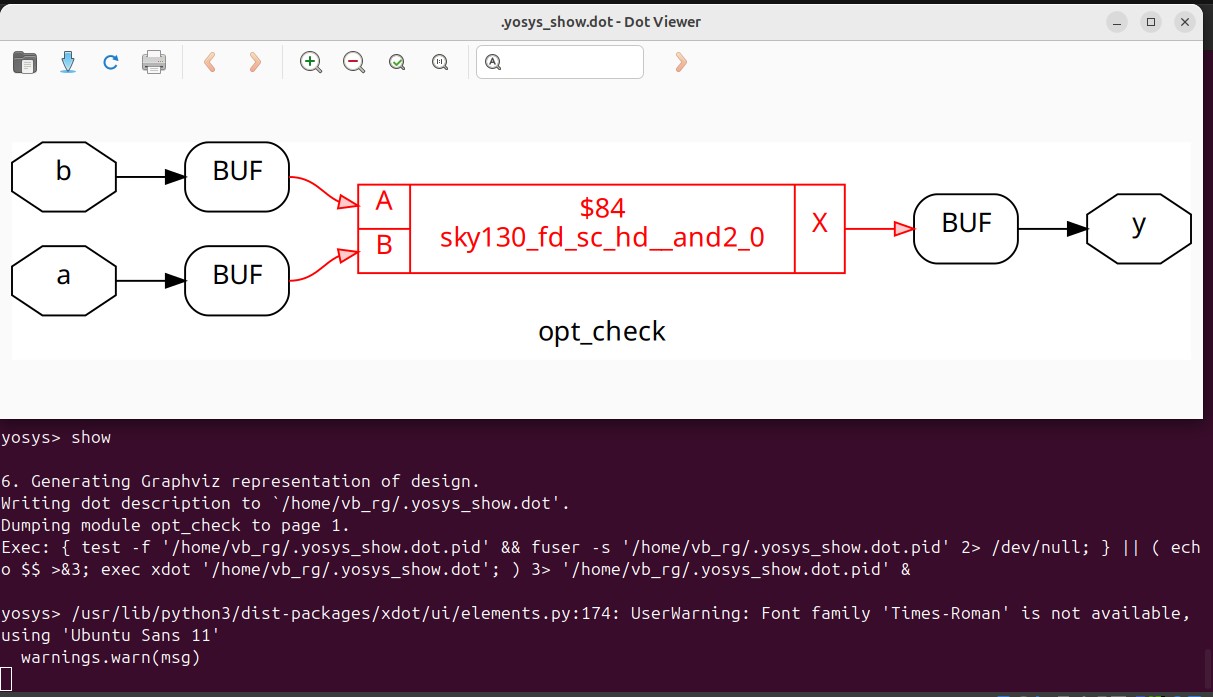 .yosys_show.dot - Dot Viewer
b
BUF
a
BUF
A
B
$84
sky130_fd_sc_hd__and2_0
X
BUF
y
opt_check
yosys> show
6. Generating Graphviz representation of design.
Writing dot description to `/home/vb_rg/.yosys_show.dot'.
Dumping module opt_check to page 1.
Exec: { test -f '/home/vb_rg/.yosys_show.dot.pid' && fuser -s '/home/vb_rg/.yosys_show.dot.pid' 2> /dev/null; } || ( ech
o $$ >&3; exec xdot '/home/vb_rg/.yosys_show.dot'; ) 3> '/home/vb_rg/.yosys_show.dot.pid' &
yosys> /usr/lib/python3/dist-packages/xdot/ui/elements.py:174: UserWarning: Font family 'Times-Roman' is not available,
using 'Ubuntu Sans 11'
  warnings.warn(msg)